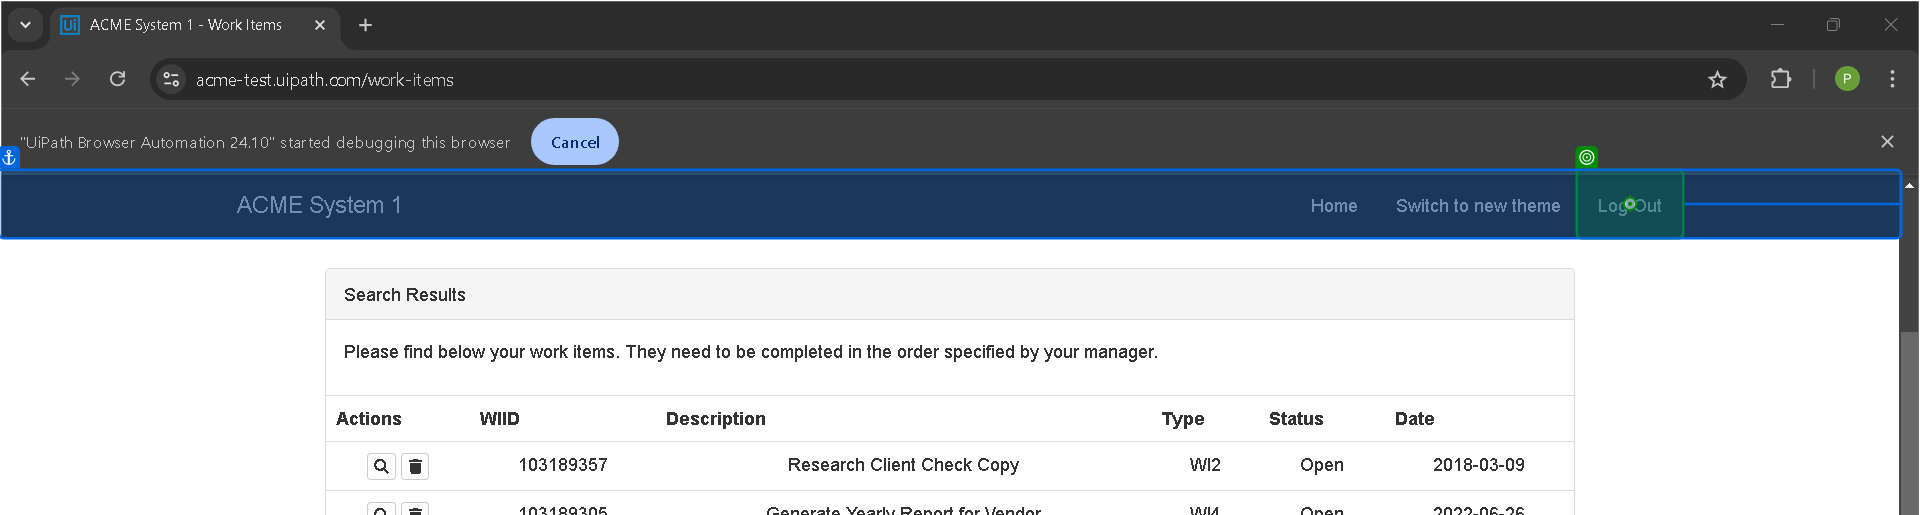 Ui ACME System 1 - Work Items
acme-test.uipath.com/work-items P
"UiPath Browser Automation 24.10" started debugging this browser Cancel
ACME System 1 Home Switch to new theme Log Out
Search Results
Please find below your work items. They need to be completed in the order specified by your manager.
Actions WIID Description Type Status Date
103189357 Research Client Check Copy WI2 Open 2018-03-09
103189305 Generate Yearly Report for Vendor WI4 Open 2022-06-26